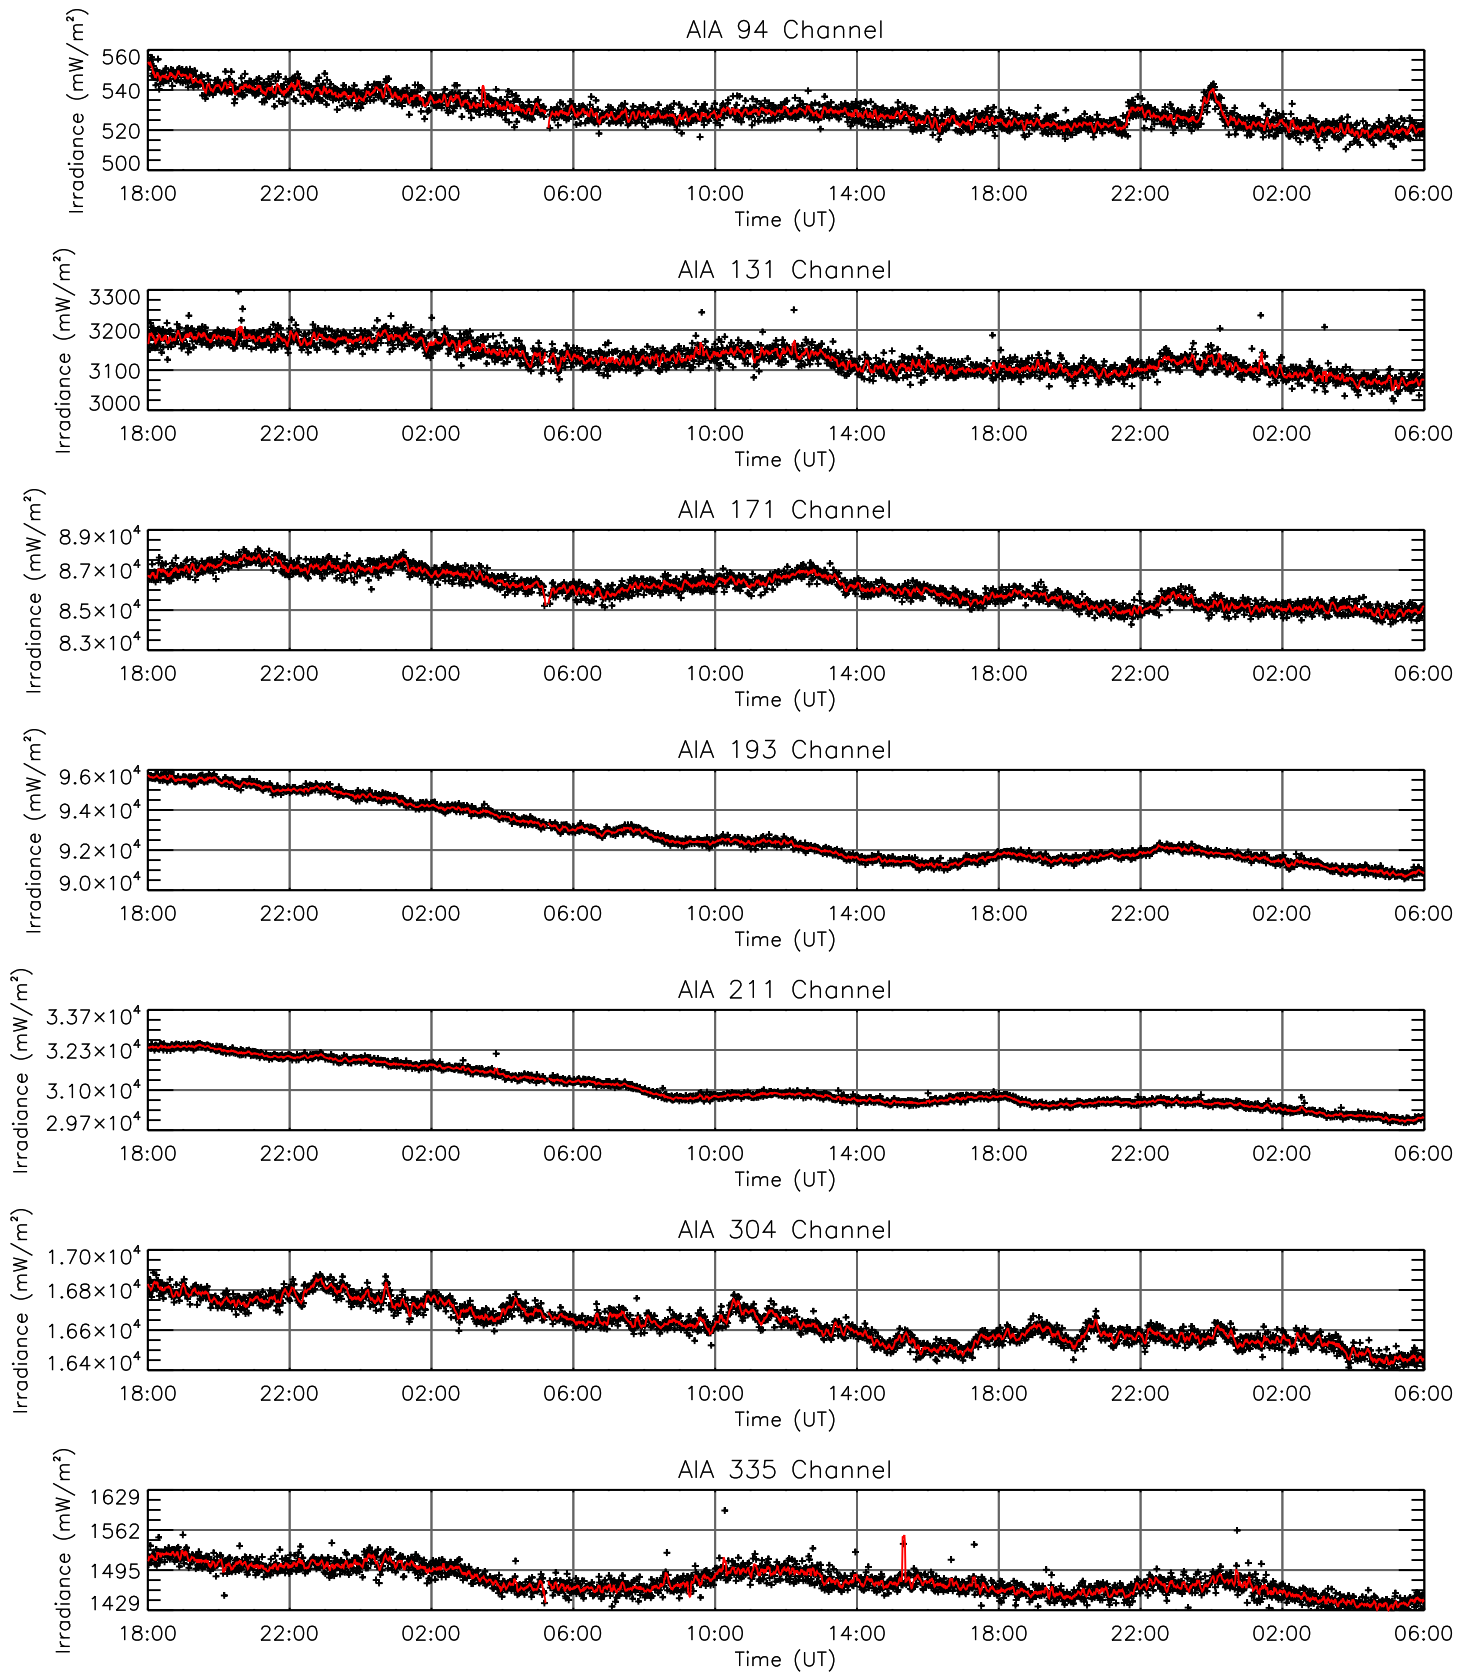 AIA 94 Channel
Irradiance (mW/m²)
560
540
520
500
18:00 22:00 02:00 06:00 10:00 14:00 18:00 22:00 02:00 06:00
Time (UT)
AIA 131 Channel
Irradiance (mW/m²)
3300
3200
3100
3000
18:00 22:00 02:00 06:00 10:00 14:00 18:00 22:00 02:00 06:00
Time (UT)
AIA 171 Channel
Irradiance (mW/m²)
8.9×10⁴
8.7×10⁴
8.5×10⁴
8.3×10⁴
18:00 22:00 02:00 06:00 10:00 14:00 18:00 22:00 02:00 06:00
Time (UT)
AIA 193 Channel
Irradiance (mW/m²)
9.6×10⁴
9.4×10⁴
9.2×10⁴
9.0×10⁴
18:00 22:00 02:00 06:00 10:00 14:00 18:00 22:00 02:00 06:00
Time (UT)
AIA 211 Channel
Irradiance (mW/m²)
3.37×10⁴
3.23×10⁴
3.10×10⁴
2.97×10⁴
18:00 22:00 02:00 06:00 10:00 14:00 18:00 22:00 02:00 06:00
Time (UT)
AIA 304 Channel
Irradiance (mW/m²)
1.70×10⁴
1.68×10⁴
1.66×10⁴
1.64×10⁴
18:00 22:00 02:00 06:00 10:00 14:00 18:00 22:00 02:00 06:00
Time (UT)
AIA 335 Channel
Irradiance (mW/m²)
1629
1562
1495
1429
18:00 22:00 02:00 06:00 10:00 14:00 18:00 22:00 02:00 06:00
Time (UT)